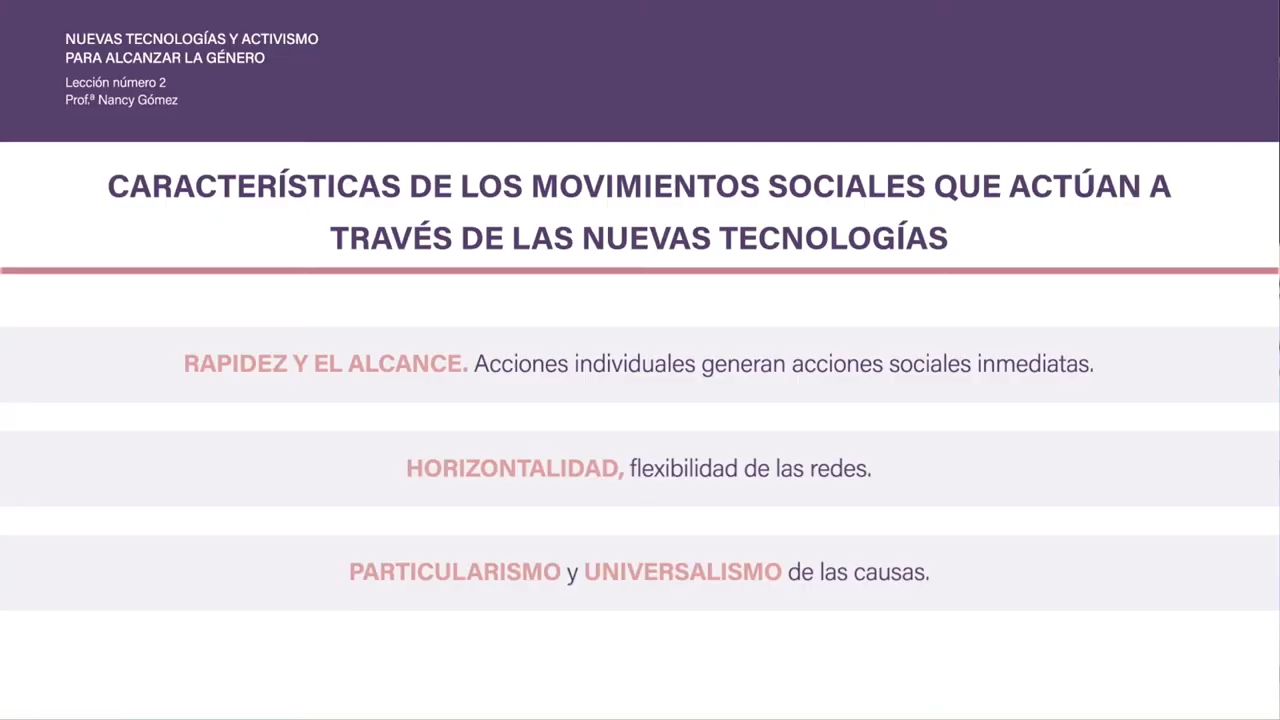 NUEVAS TECNOLOGÍAS Y ACTIVISMO
PARA ALCANZAR LA GÉNERO
Lección número 2
Prof.ª Nancy Gómez
CARACTERÍSTICAS DE LOS MOVIMIENTOS SOCIALES QUE ACTÚAN A
TRAVÉS DE LAS NUEVAS TECNOLOGÍAS
RAPIDEZ Y EL ALCANCE. Acciones individuales generan acciones sociales inmediatas.
HORIZONTALIDAD, flexibilidad de las redes.
PARTICULARISMO y UNIVERSALISMO de las causas.